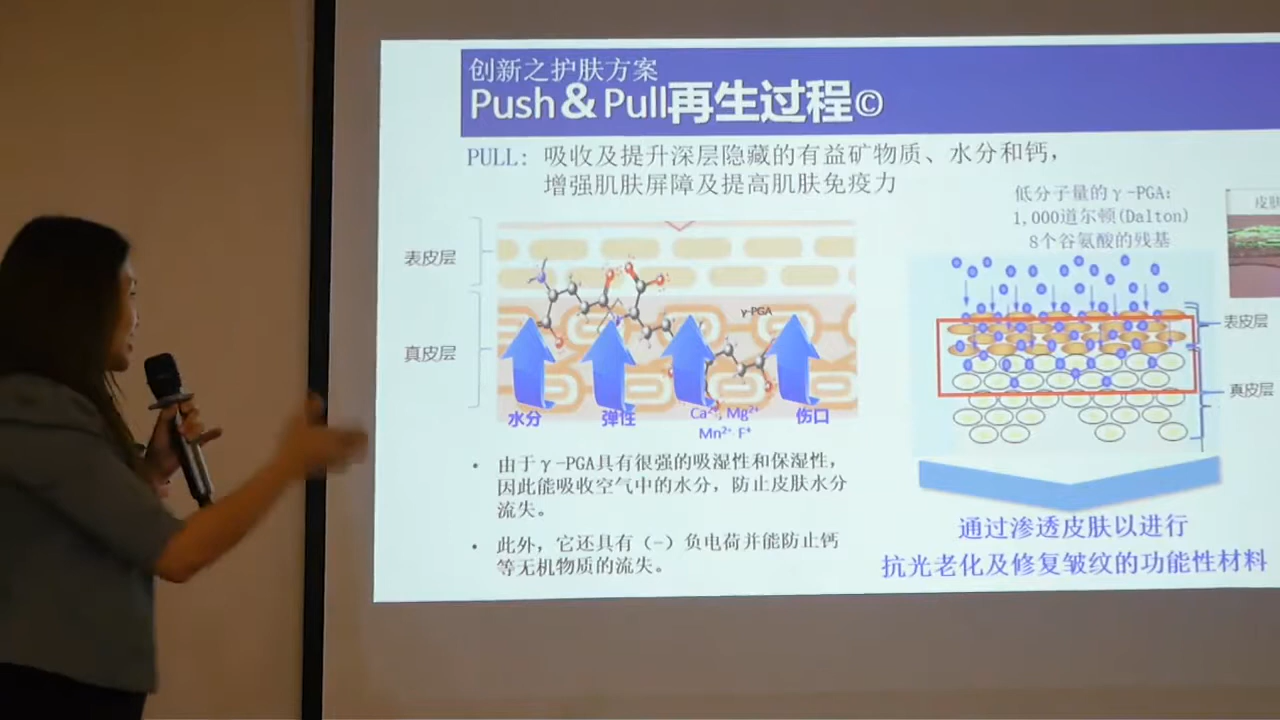 创新之护肤方案
Push&Pull再生过程©
PULL: 吸收及提升深层隐藏的有益矿物质、水分和钙，
增强肌肤屏障及提高肌肤免疫力
表皮层
真皮层
γ-PGA
水分
弹性
Ca²⁺, Mg²⁺
Mn²⁺ F⁺
伤口
• 由于γ-PGA具有很强的吸湿性和保湿性，
因此能吸收空气中的水分，防止皮肤水分
流失。
• 此外，它还具有（-）负电荷并能防止钙
等无机物质的流失。
低分子量的γ-PGA:
1,000道尔顿(Dalton)
8个谷氨酸的残基
表皮层
真皮层
通过渗透皮肤以进行
抗光老化及修复皱纹的功能性材料
皮肤